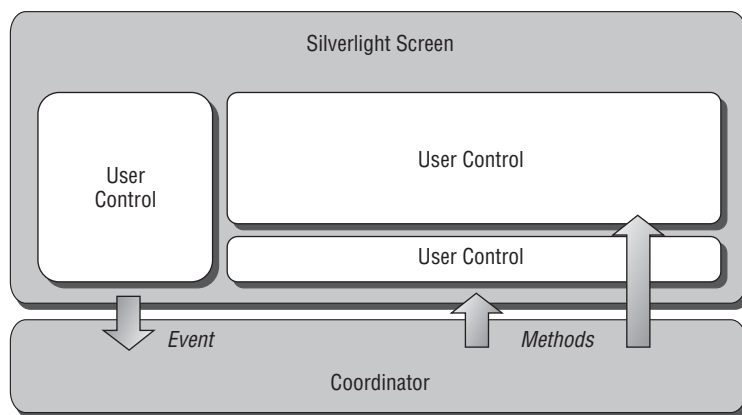 Silverlight Screen
User
Control
User Control
User Control
Event
Methods
Coordinator